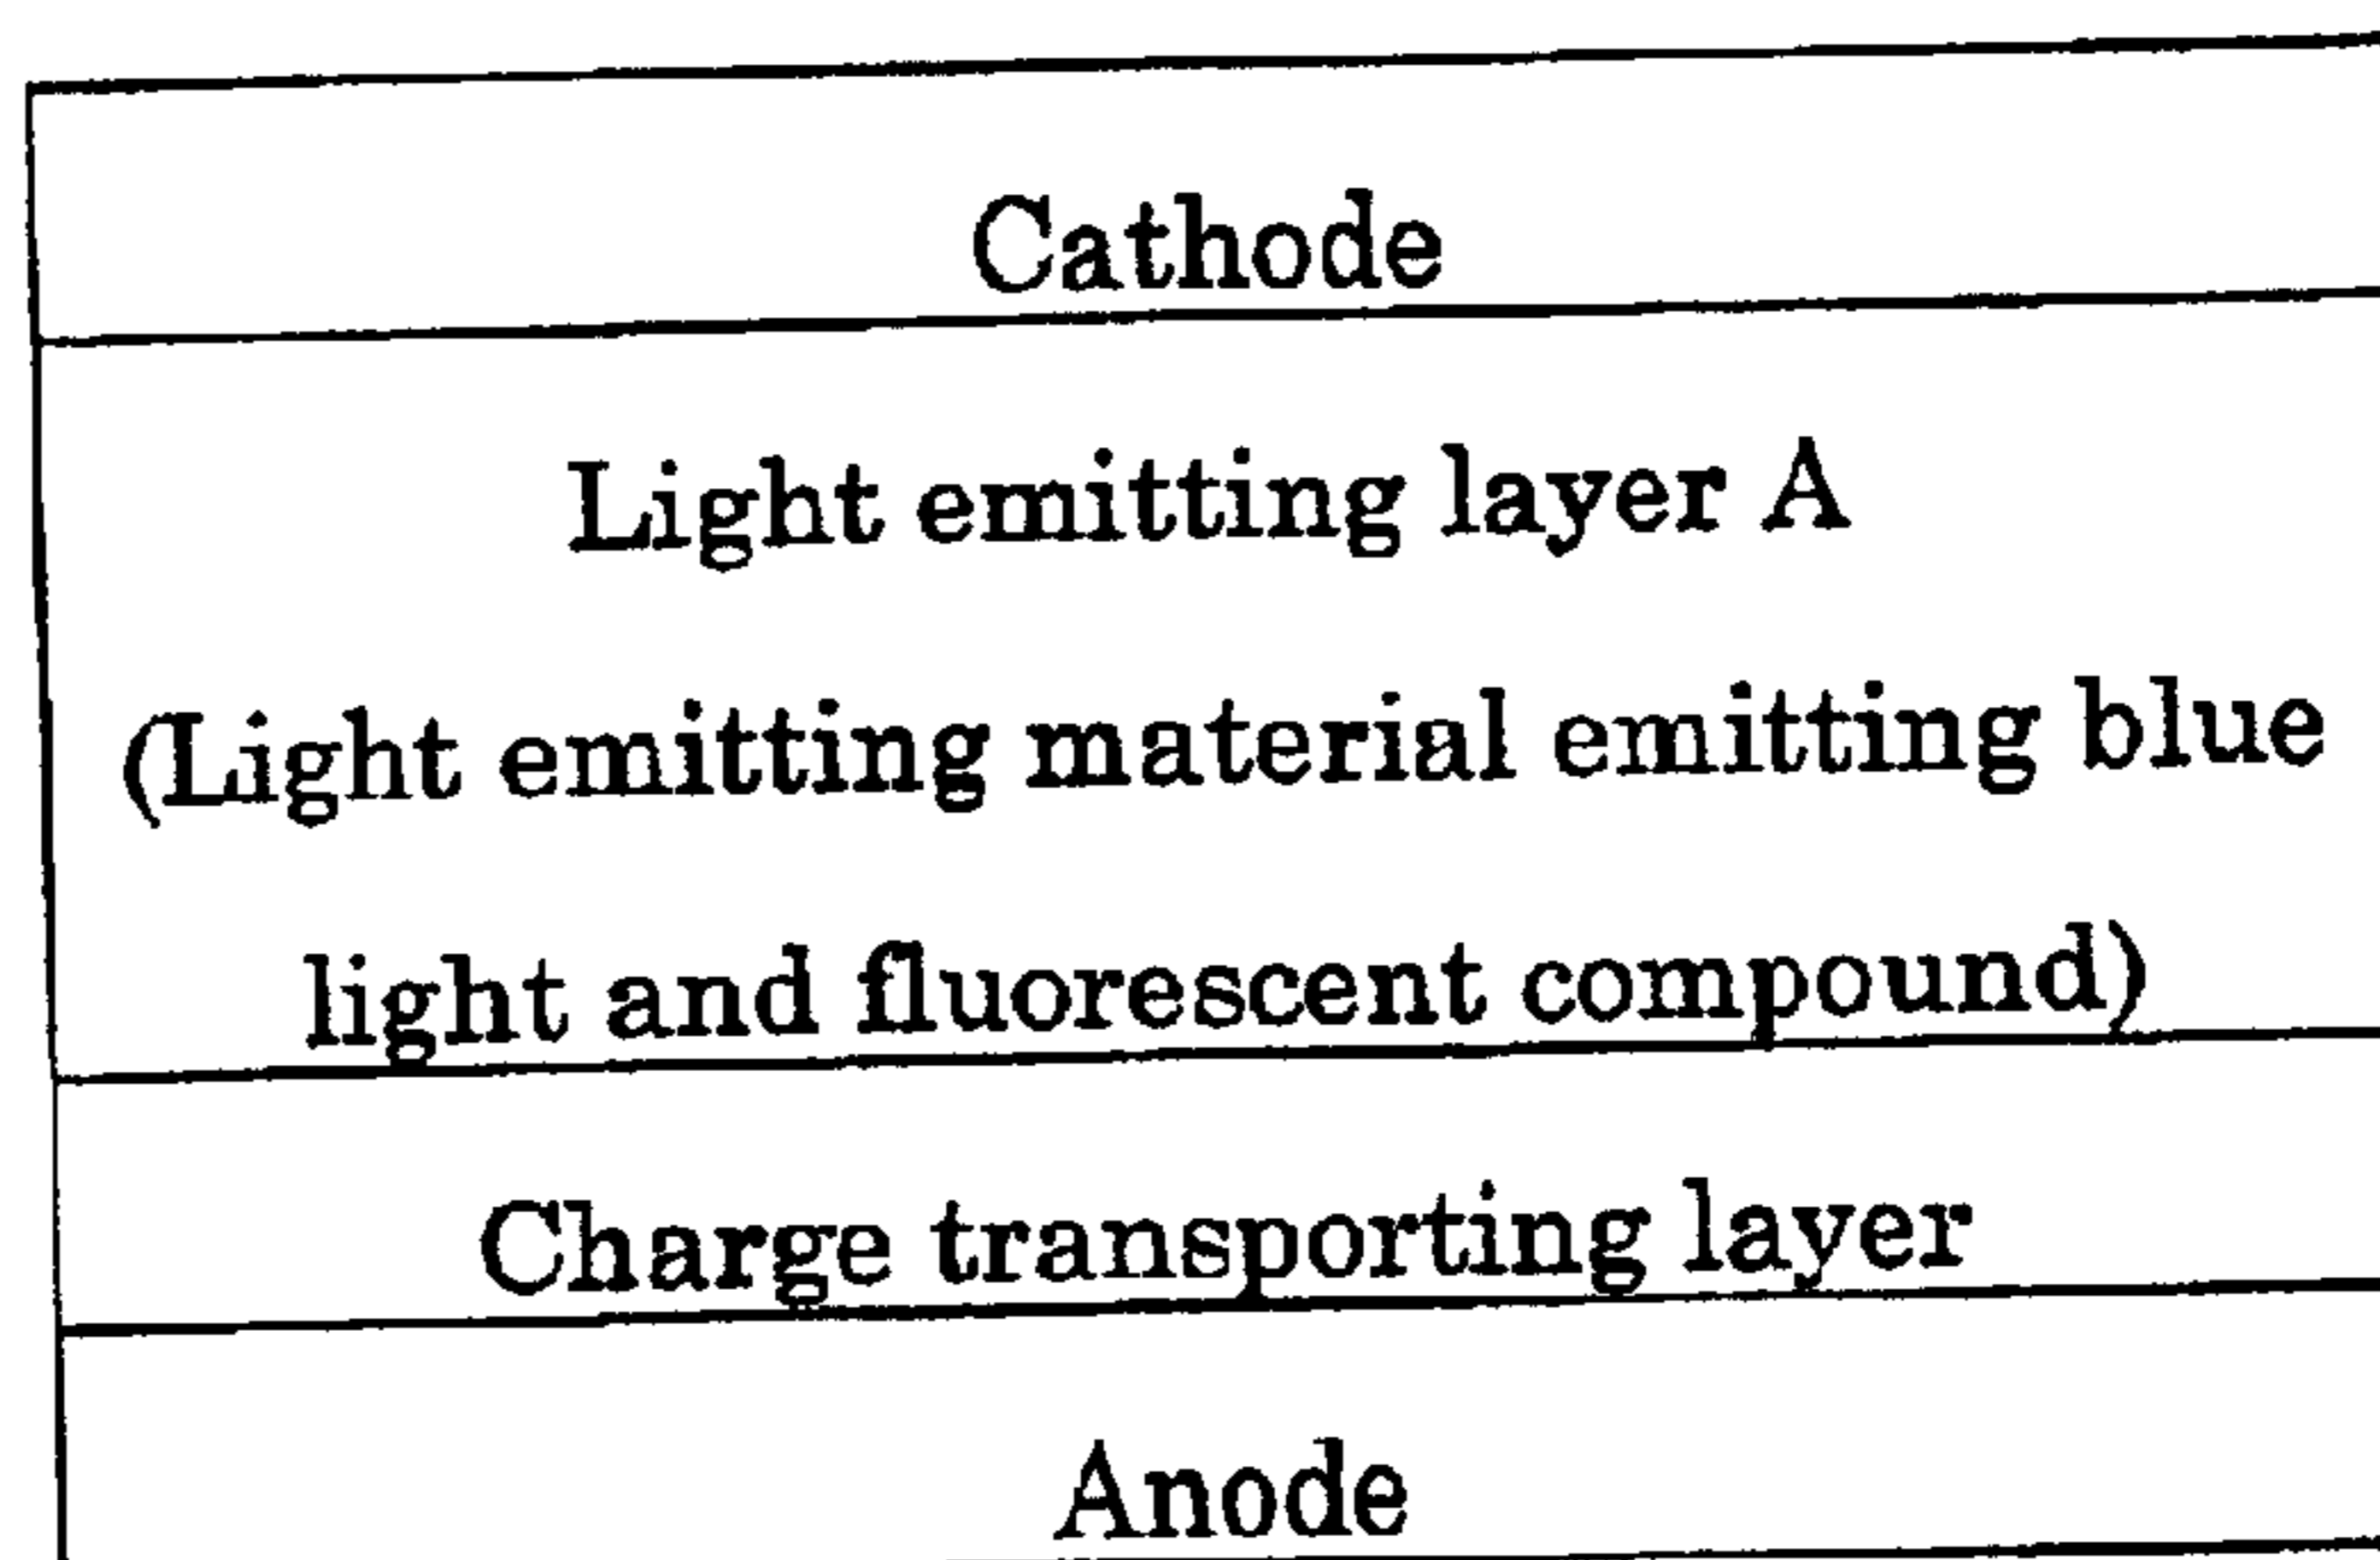 Cathode
Light emitting layer A
(Light emitting material emitting blue
light and fluorescent compound)
Charge transporting layer
Anode